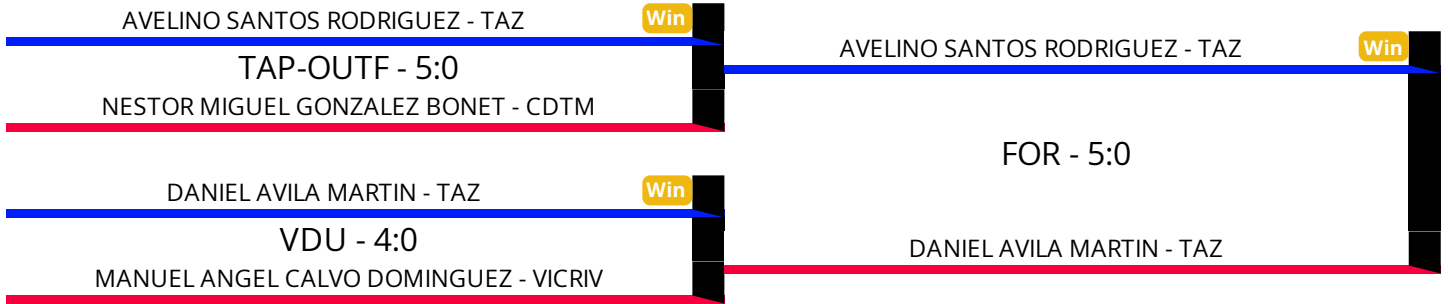 AVELINO SANTOS RODRIGUEZ - TAZ
Win
TAP-OUTF - 5:0
NESTOR MIGUEL GONZALEZ BONET - CDTM
DANIEL AVILA MARTIN - TAZ
Win
VDU - 4:0
MANUEL ANGEL CALVO DOMINGUEZ - VICRIV
AVELINO SANTOS RODRIGUEZ - TAZ
Win
FOR - 5:0
DANIEL AVILA MARTIN - TAZ